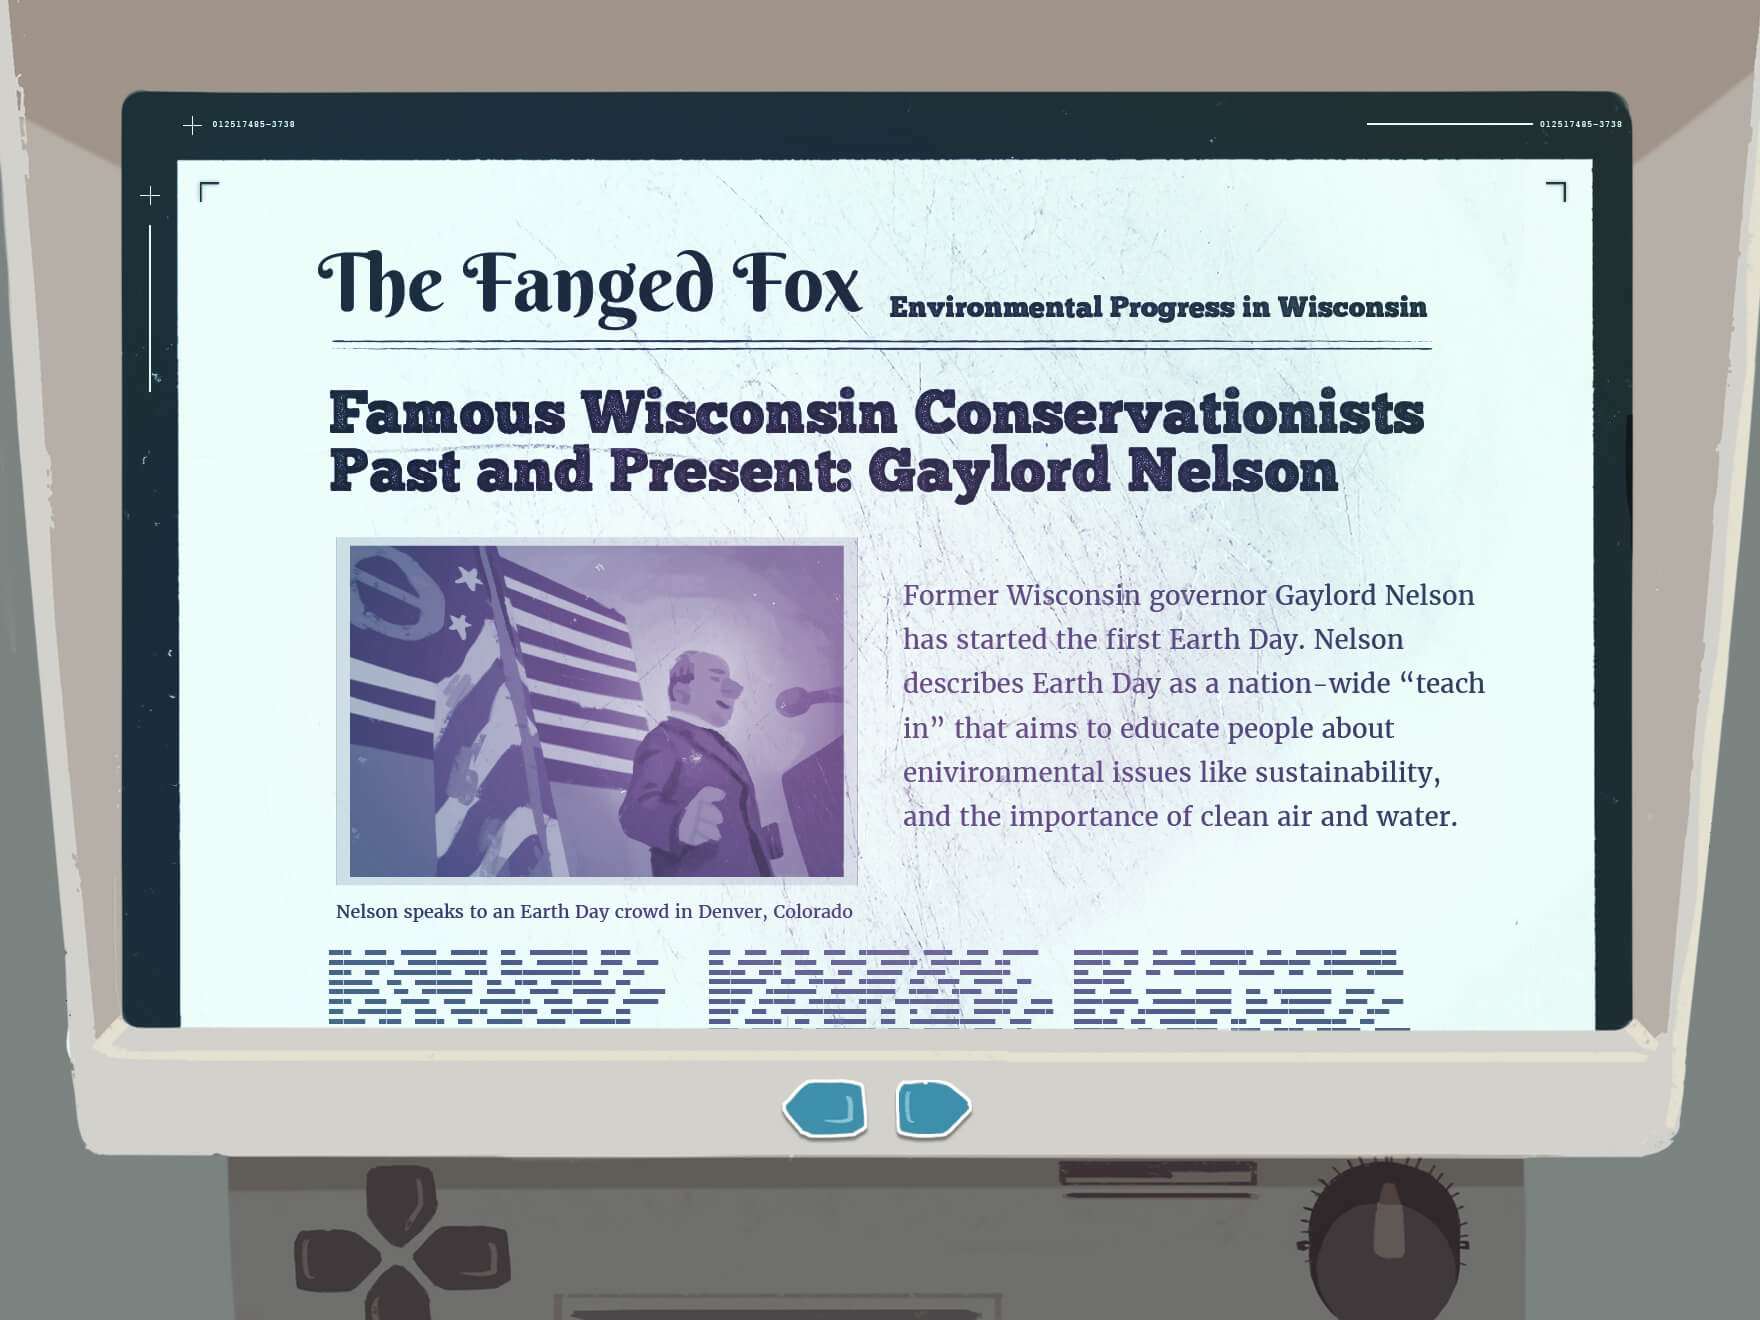 012517485-3738
012517485-3738
The Fanged Fox
Environmental Progress in Wisconsin
Famous Wisconsin Conservationists
Past and Present: Gaylord Nelson
Former Wisconsin governor Gaylord Nelson
has started the first Earth Day. Nelson
describes Earth Day as a nation-wide “teach
in” that aims to educate people about
enivironmental issues like sustainability,
and the importance of clean air and water.
Nelson speaks to an Earth Day crowd in Denver, Colorado